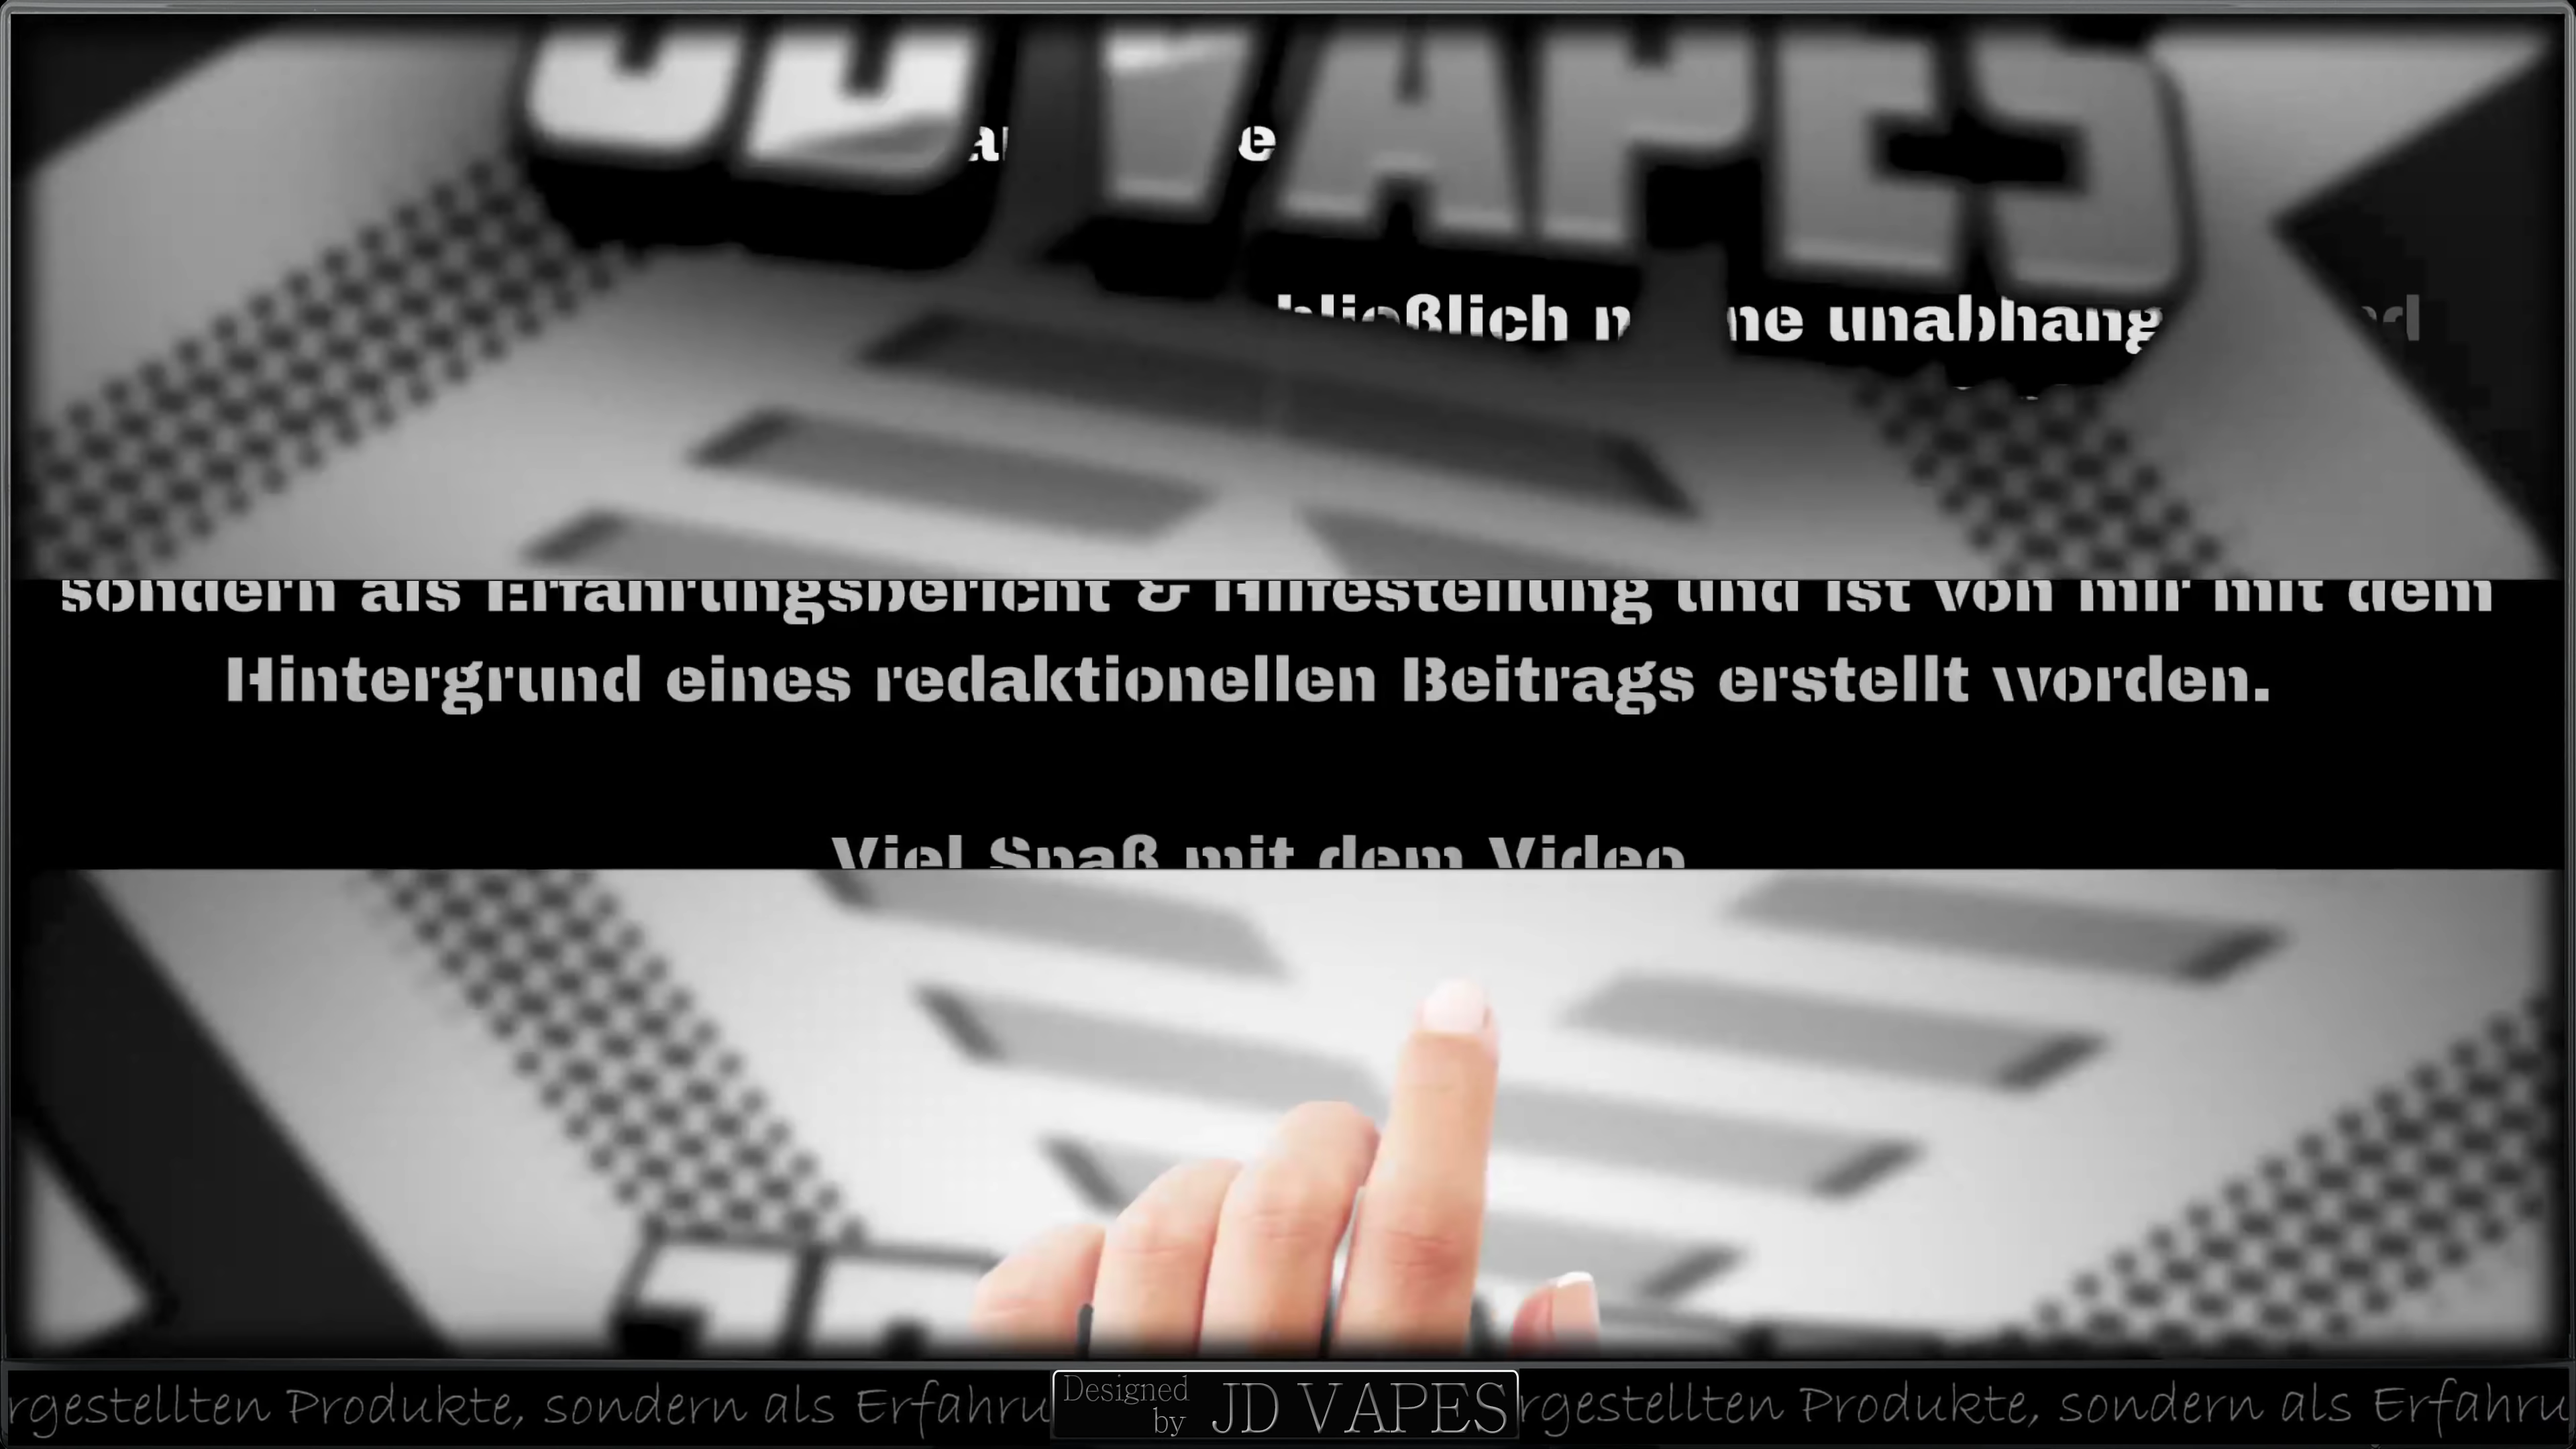 JD VAPES
ne unabhang
sondern als Erfahrungsbericht & Hilfestellung und ist von mir mit dem
Hintergrund eines redaktionellen Beitrags erstellt worden.
Viel Spaß mit dem Video
rgestellten Produkte, sondern als Erfahru
Designed by JD VAPES
rgestellten Produkte, sondern als Erfahru